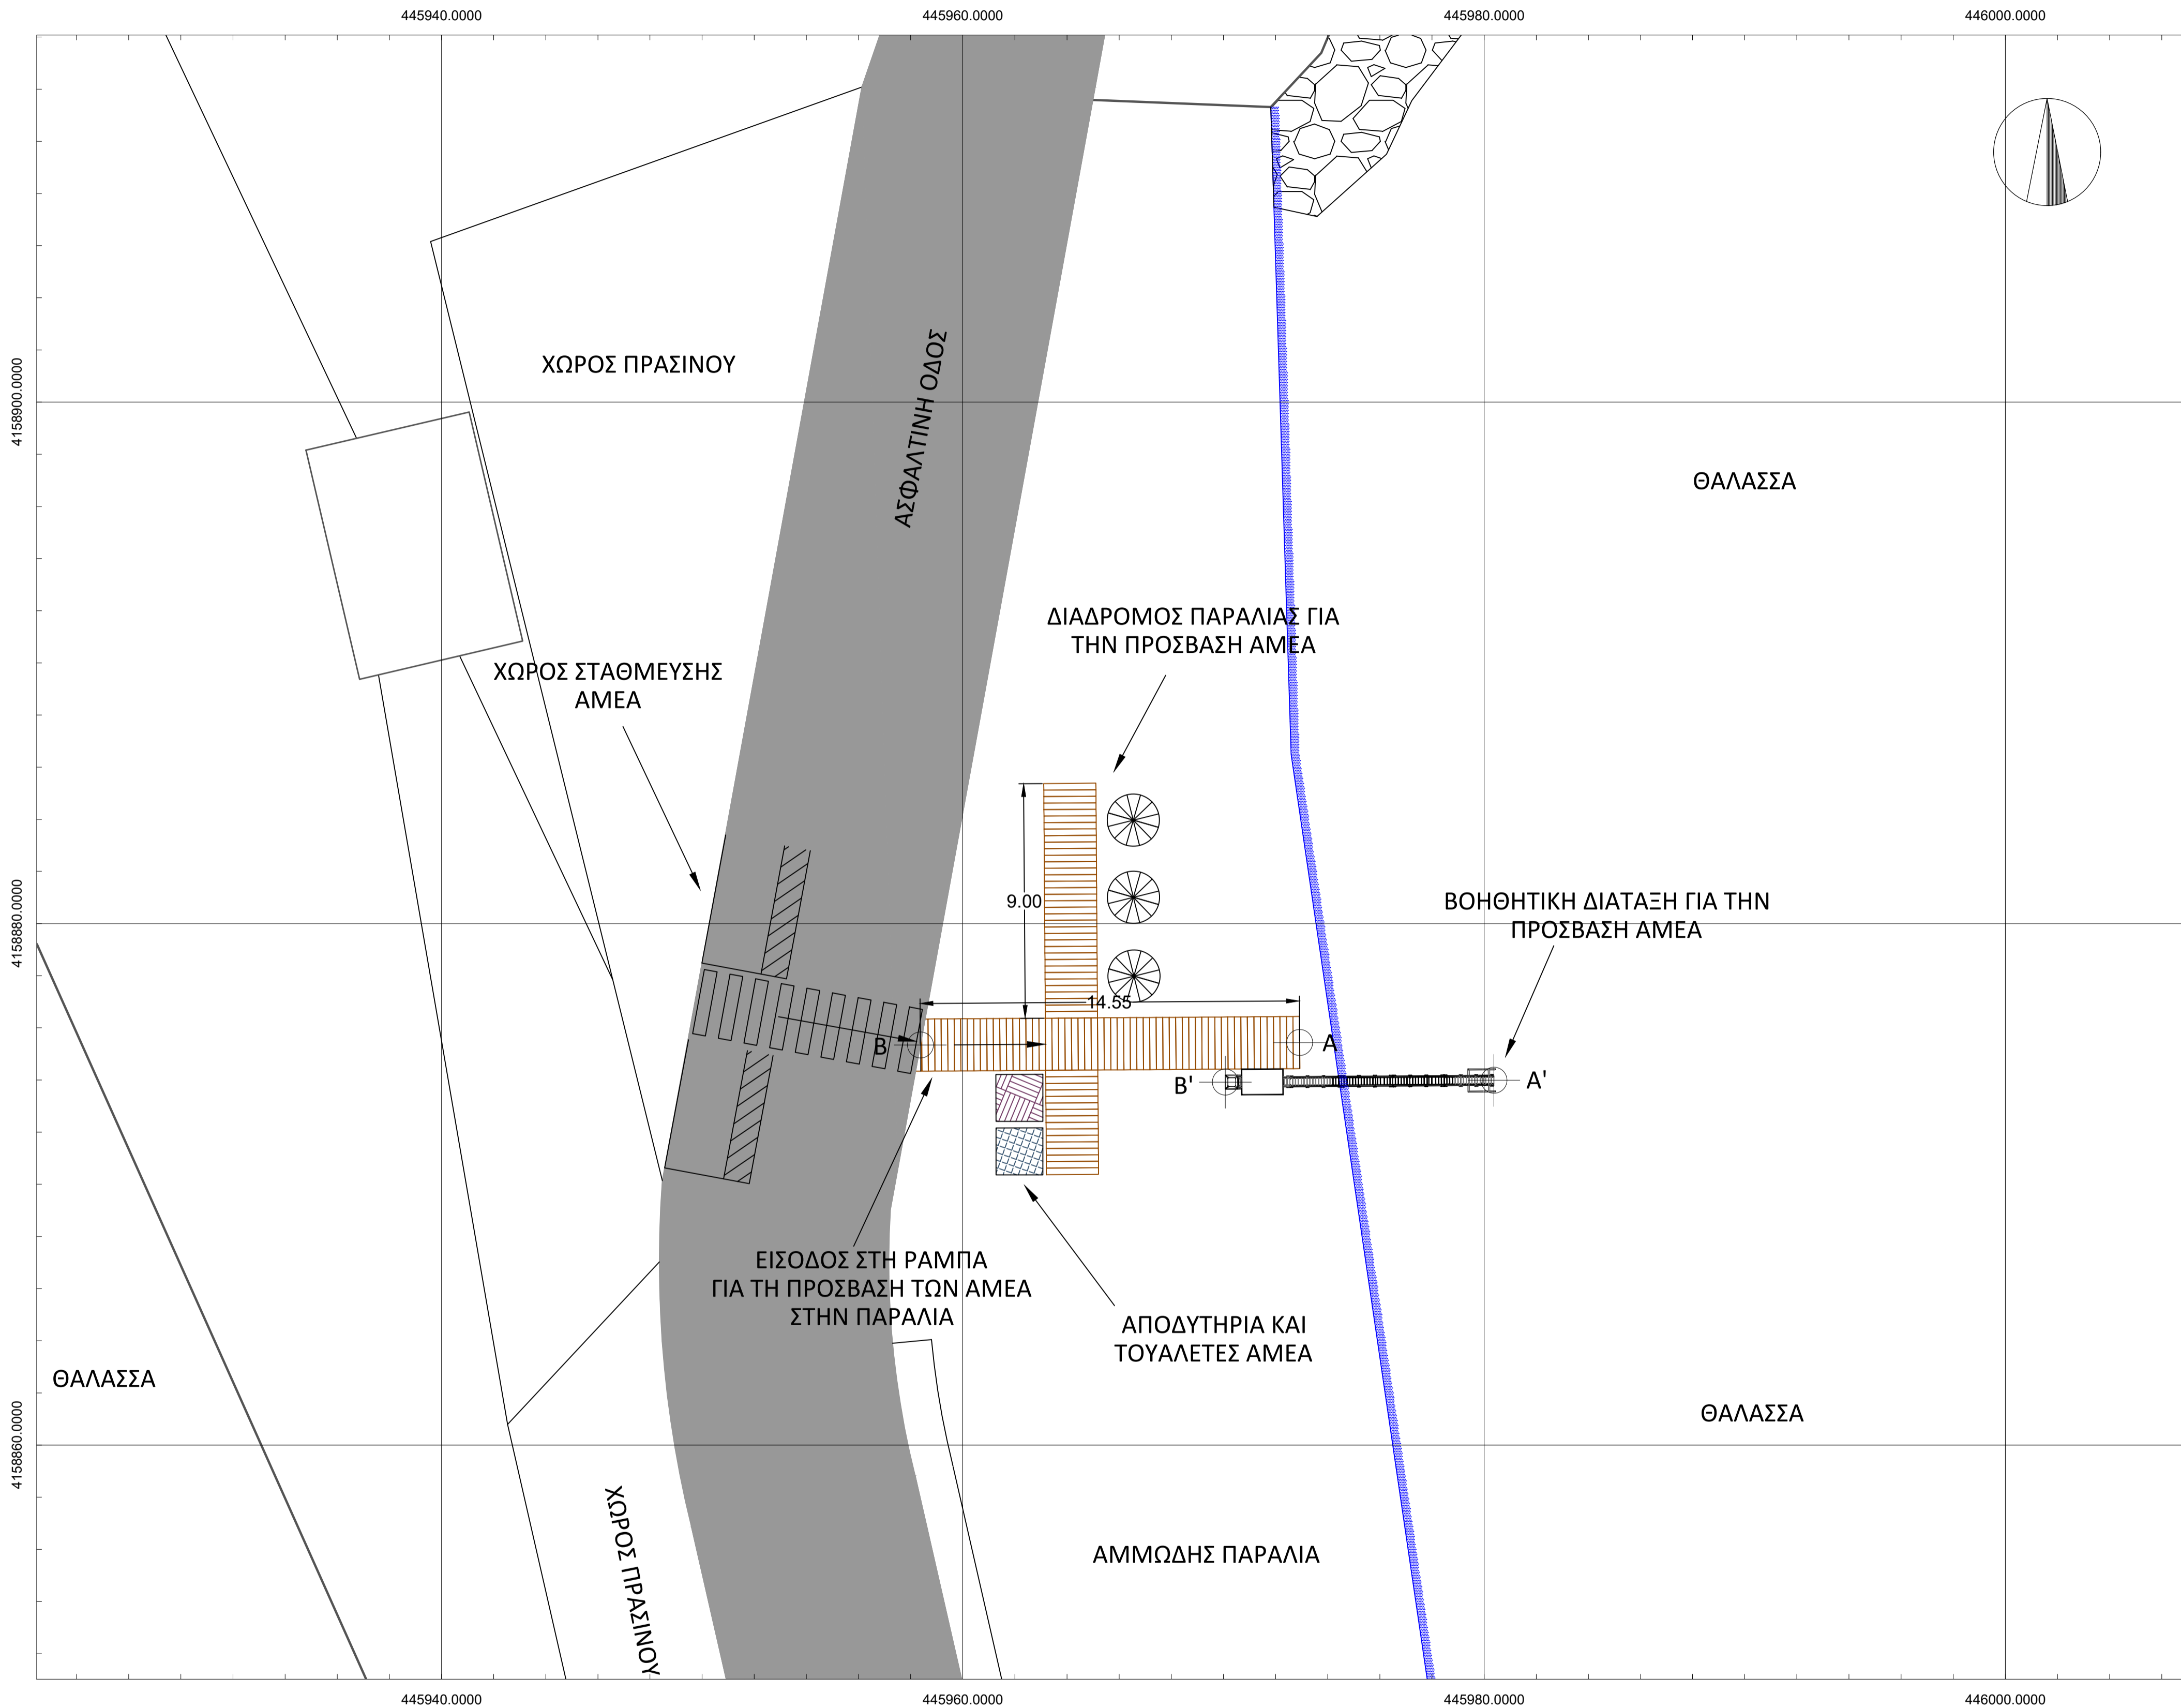 445940.0000
445960.0000
445980.0000
446000.0000
4158900.0000
ΧΩΡΟΣ ΠΡΑΣΙΝΟΥ
ΑΣΦΑΛΤΙΝΗ ΟΔΟΣ
ΘΑΛΑΣΣΑ
ΔΙΑΔΡΟΜΟΣ ΠΑΡΑΛΙΑΣ ΓΙΑ
ΤΗΝ ΠΡΟΣΒΑΣΗ ΑΜΕΑ
ΧΩΡΟΣ ΣΤΑΘΜΕΥΣΗΣ
ΑΜΕΑ
4158880.0000
9.00
ΒΟΗΘΗΤΙΚΗ ΔΙΑΤΑΞΗ ΓΙΑ ΤΗΝ
ΠΡΟΣΒΑΣΗ ΑΜΕΑ
14.55
B
A
B'
A'
ΕΙΣΟΔΟΣ ΣΤΗ ΡΑΜΠΑ
ΓΙΑ ΤΗ ΠΡΟΣΒΑΣΗ ΤΩΝ ΑΜΕΑ
ΣΤΗΝ ΠΑΡΑΛΙΑ
ΑΠΟΔΥΤΗΡΙΑ ΚΑΙ
ΤΟΥΑΛΕΤΕΣ ΑΜΕΑ
ΘΑΛΑΣΣΑ
ΘΑΛΑΣΣΑ
4158860.0000
ΧΩΡΟΣ ΠΡΑΣΙΝΟΥ
ΑΜΜΩΔΗΣ ΠΑΡΑΛΙΑ
445940.0000
445960.0000
445980.0000
446000.0000